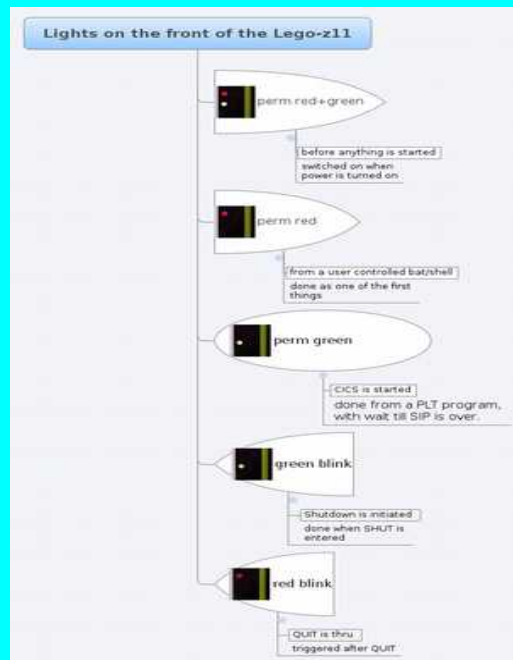 Lights on the front of the Lego-z11
perm red+green
before anything is started
switched on when
power is turned on
perm red
from a user controlled bat/shell
done as one of the first
things
perm green
CICS is started
done from a PLT program,
with wait till SIP is over.
green blink
Shutdown is initiated
done when SHUT is
entered
red blink
QUIT is thru
triggered after QUIT